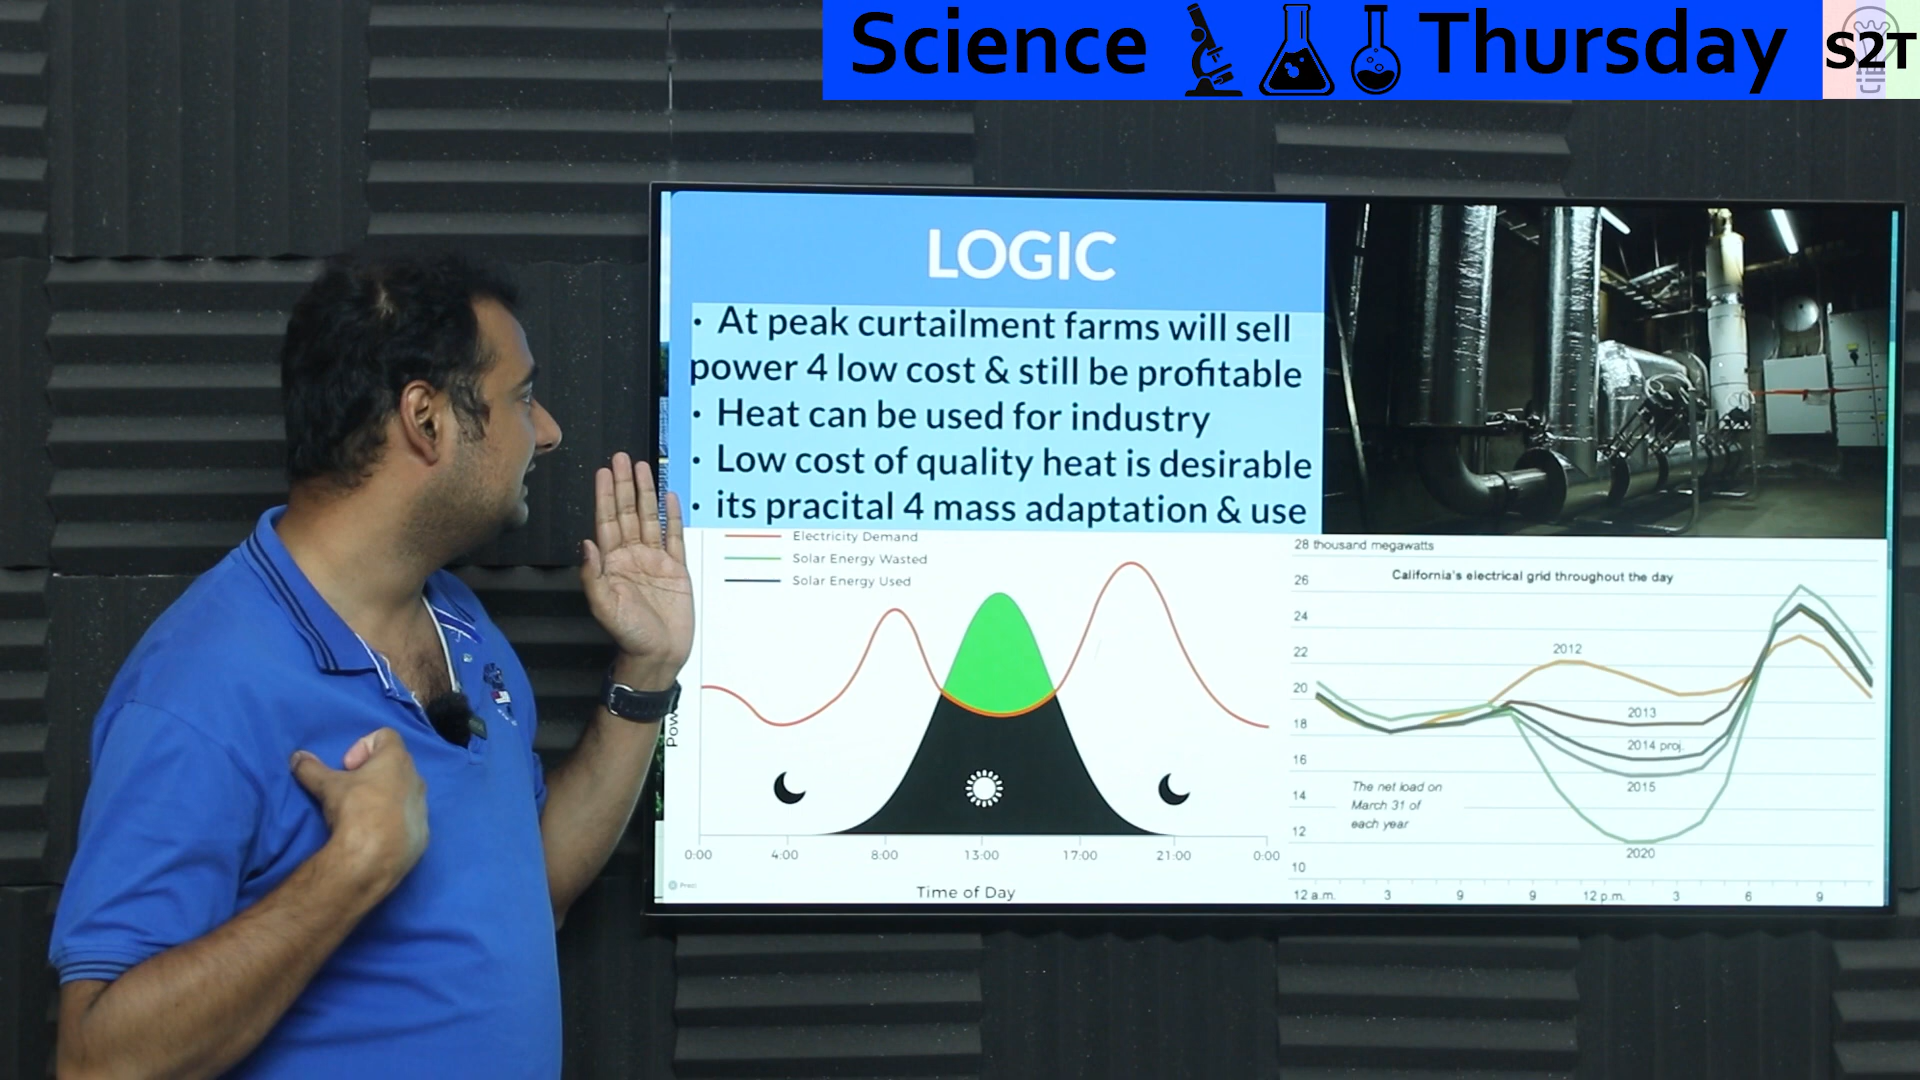 Science Thursday
S2T
LOGIC
• At peak curtailment farms will sell
power 4 low cost & still be profitable
• Heat can be used for industry
• Low cost of quality heat is desirable
• its pracital 4 mass adaptation & use
Electricity Demand
Solar Energy Wasted
Solar Energy Used
0:00 4:00 8:00 13:00 17:00 21:00 0:00
Time of Day
Prezi
28 thousand megawatts
California's electrical grid throughout the day
26
24
22
20
18
16
14
12
10
2012
2013
2014 proj.
2015
2020
The net load on
March 31 of
each year
12 a.m. 3 9 9 12 p.m. 3 6 9